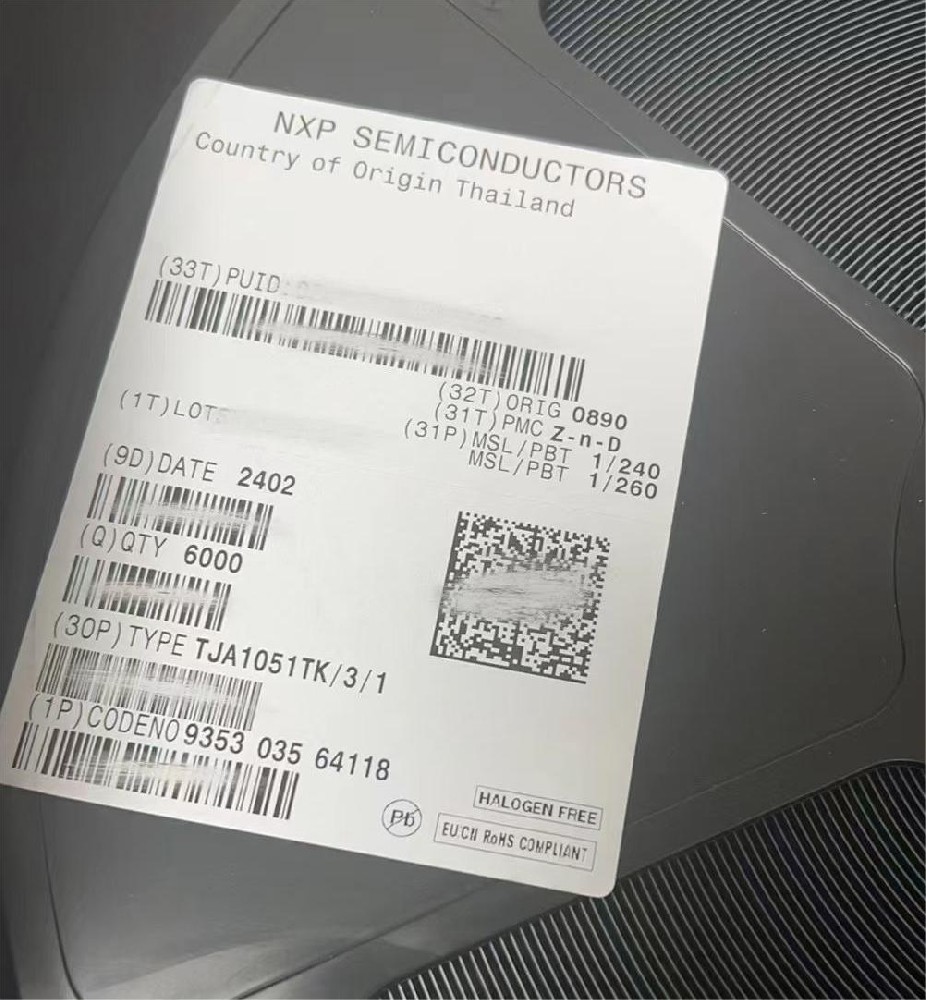 NXP SEMICONDUCTORS
Country of Origin Thailand
(33T)PUID:
(32T)ORIG 0890
(31T)PMC Z-n-D
(1T)LOT
(31P)MSL/PBT 1/240
MSL/PBT 1/260
(9D)DATE 2402
(Q)QTY 6000
(30P)TYPE TJA1051TK/3/1
(1P)CODENO 9353 035 64118
Pb
HALOGEN FREE
EU/CN RoHS COMPLIANT